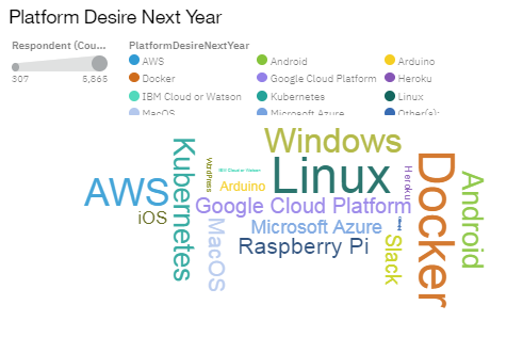 Platform Desire Next Year
Respondent (Cou...
307
5,865
PlatformDesireNextYear
AWS
Android
Arduino
Docker
Google Cloud Platform
Heroku
IBM Cloud or Watson
Kubernetes
Linux
MacOS
Microsoft Azure
Other(s):
Windows
Kubernetes
WordPress
IBM Cloud or Watson
Linux
Heroku
Docker
Android
AWS
Arduino
iOS
Google Cloud Platform
MacOS
Microsoft Azure
Slack
Raspberry Pi